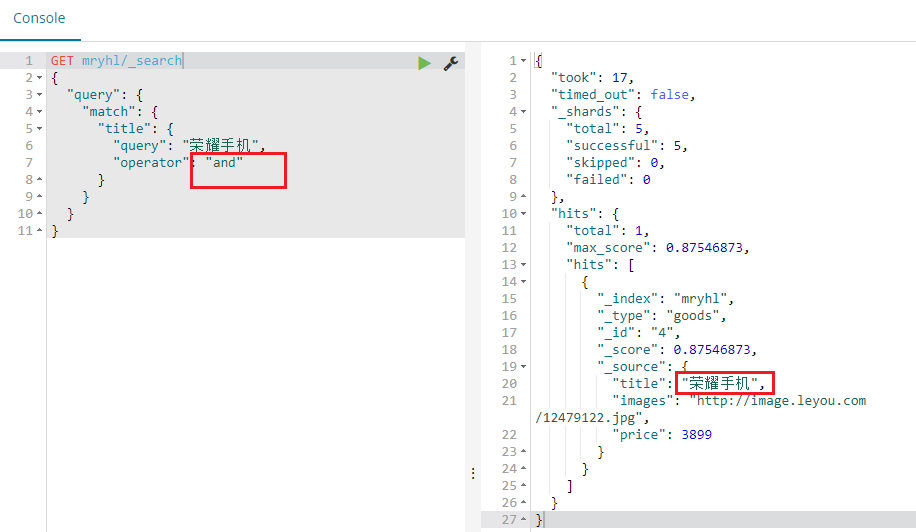 Console
1 GET mryhl/_search
2 {
3 "query": {
4 "match": {
5 "title": {
6 "query": "荣耀手机",
7 "operator": "and"
8 }
9 }
10 }
11 }
1 {
2 "took": 17,
3 "timed_out": false,
4 "_shards": {
5 "total": 5,
6 "successful": 5,
7 "skipped": 0,
8 "failed": 0
9 },
10 "hits": {
11 "total": 1,
12 "max_score": 0.87546873,
13 "hits": [
14 {
15 "_index": "mryhl",
16 "_type": "goods",
17 "_id": "4",
18 "_score": 0.87546873,
19 "_source": {
20 "title": "荣耀手机",
21 "images": "http://image.leyou.com
/12479122.jpg",
22 "price": 3899
23 }
24 }
25 ]
26 }
27 }